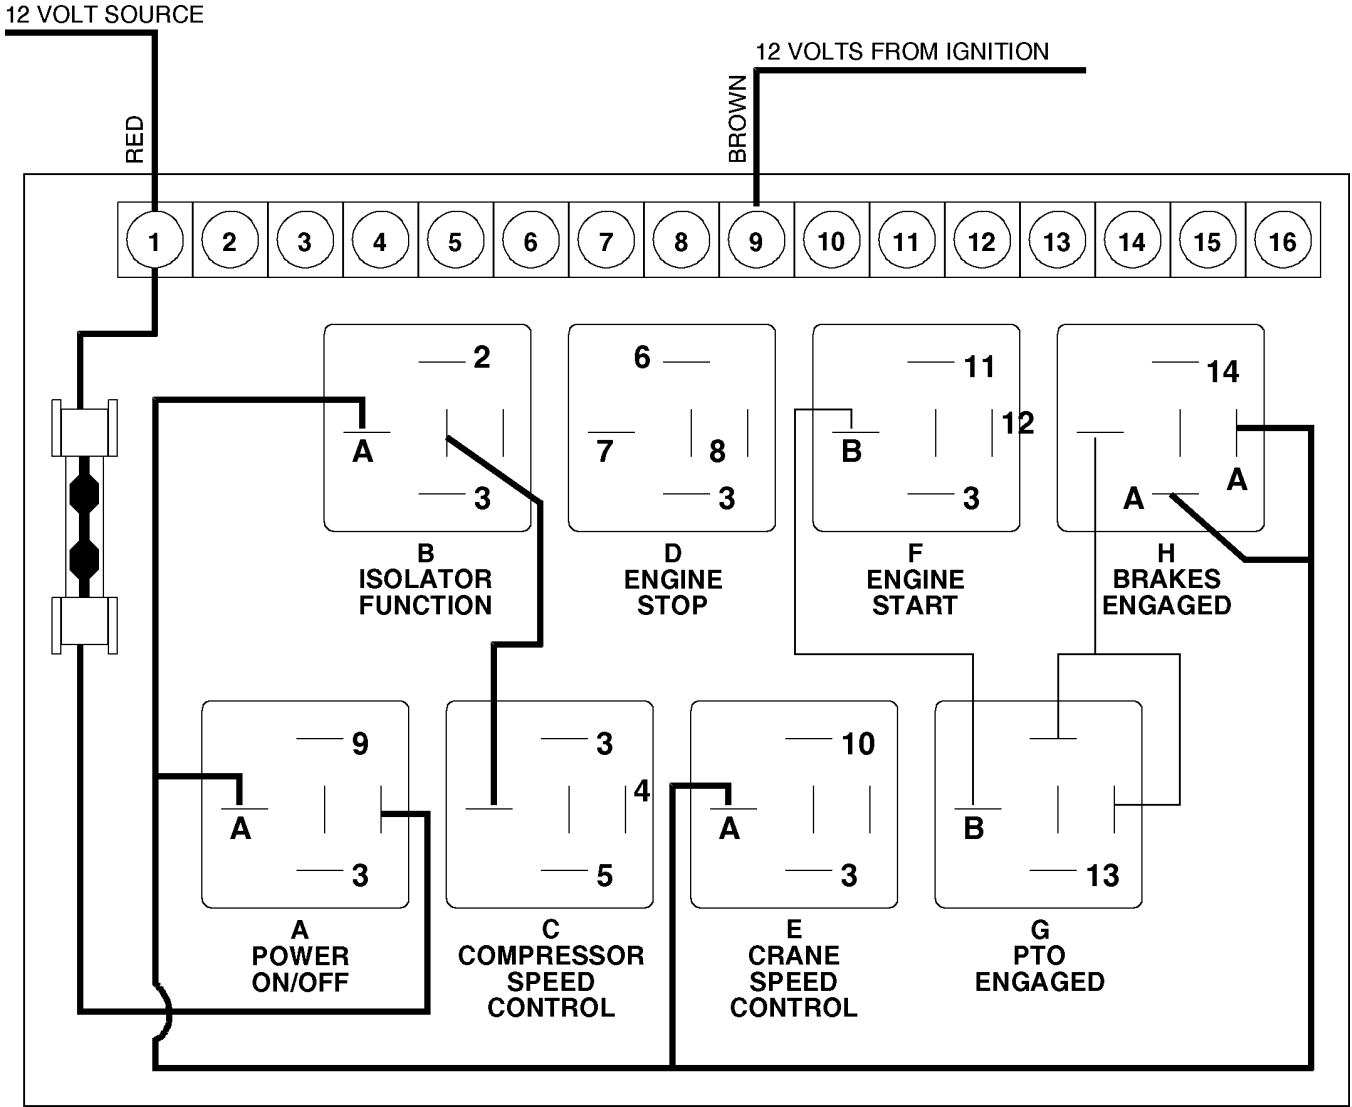 12 VOLT SOURCE
12 VOLTS FROM IGNITION
RED
BROWN
1 2 3 4 5 6 7 8 9 10 11 12 13 14 15 16
2
A
3
B
ISOLATOR
FUNCTION
6
7
8
3
D
ENGINE
STOP
11
12
B
3
F
ENGINE
START
14
A
A
H
BRAKES
ENGAGED
9
A
3
A
POWER
ON/OFF
3
4
5
C
COMPRESSOR
SPEED
CONTROL
10
A
3
E
CRANE
SPEED
CONTROL
B
13
G
PTO
ENGAGED